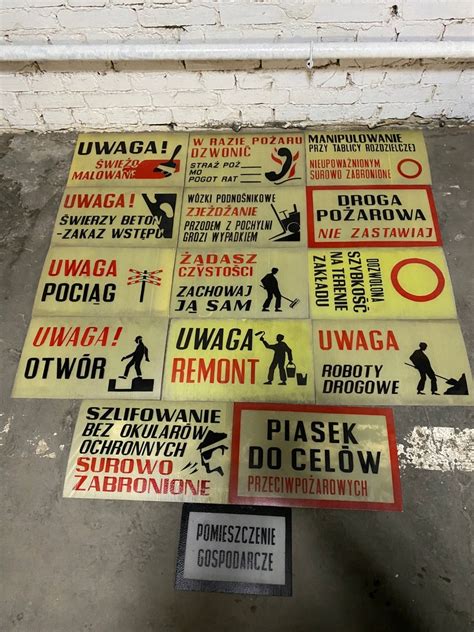 UWAGA!
ŚWIEŻO
MALOWANE
W RAZIE POŻARU
DZWONIĆ
STRAŻ POŻ
MO
POGOT RAT
MANIPULOWANIE
PRZY TABLICY ROZDZIELCZEJ
NIEUPOWAŻNIONYM
SUROWO ZABRONIONE
UWAGA!
ŚWIERZY BETON
-ZAKAZ WSTĘPU
WÓZKI PODNOŚNIKOWE
ZJEŻDŻANIE
PRZODEM Z POCHYLNI
GROZI WYPADKIEM
DROGA
POŻAROWA
NIE ZASTAWIAJ
UWAGA
POCIĄG
ŻĄDASZ
CZYSTOŚCI
ZACHOWAJ
JĄ SAM
DOZWOLONA
SZYBKOŚĆ
NA TERENIE
ZAKŁADU
UWAGA!
OTWÓR
UWAGA
REMONT
UWAGA
ROBOTY
DROGOWE
SZLIFOWANIE
BEZ OKULARÓW
OCHRONNYCH
SUROWO
ZABRONIONE
PIASEK
DO CELÓW
PRZECIWPOŻAROWYCH
POMIESZCZENIE
GOSPODARCZE